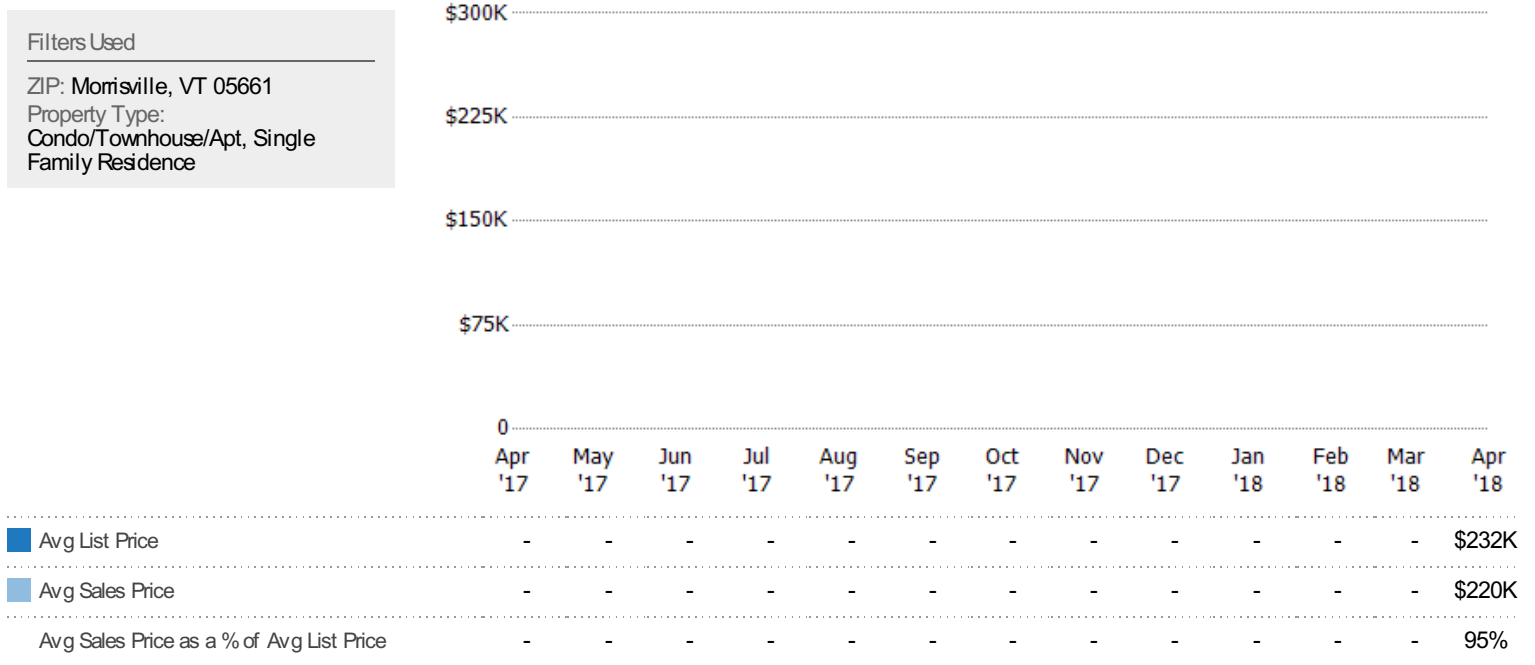 Filters Used
ZIP: Morrisville, VT 05661
Property Type:
Condo/Townhouse/Apt, Single
Family Residence
$300K
$225K
$150K
$75K
0
Apr May Jun Jul Aug Sep Oct Nov Dec Jan Feb Mar Apr
'17 '17 '17 '17 '17 '17 '17 '17 '17 '18 '18 '18 '18
Avg List Price - - - - - - - - - - - - $232K
Avg Sales Price - - - - - - - - - - - - $220K
Avg Sales Price as a % of Avg List Price - - - - - - - - - - - - 95%